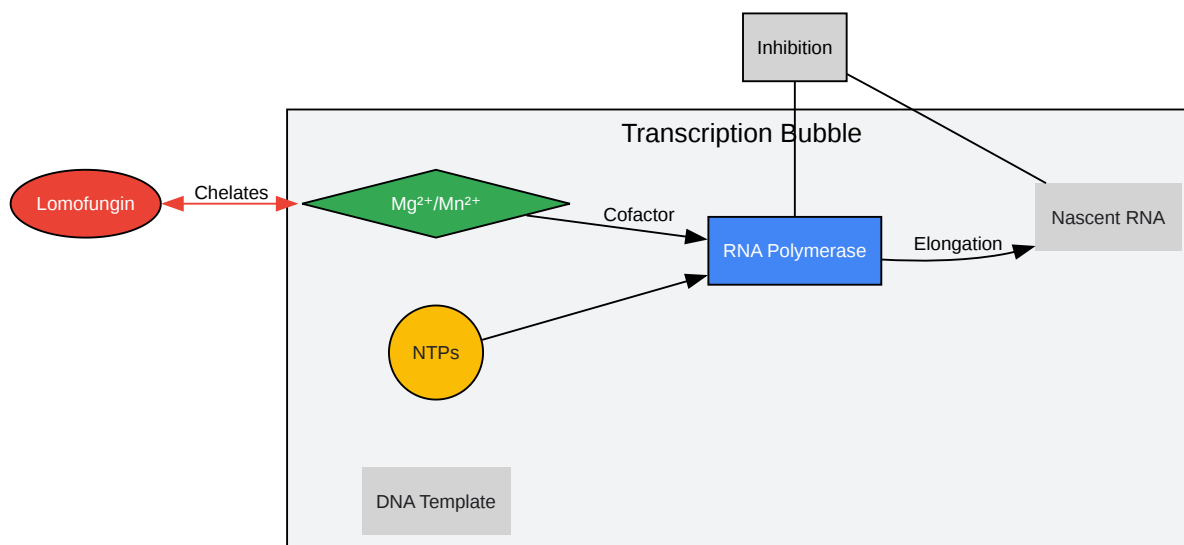 Inhibition
Transcription Bubble
Lomofungin
Chelates
Mg²⁺/Mn²⁺
Cofactor
RNA Polymerase
Elongation
Nascent RNA
NTPs
DNA Template